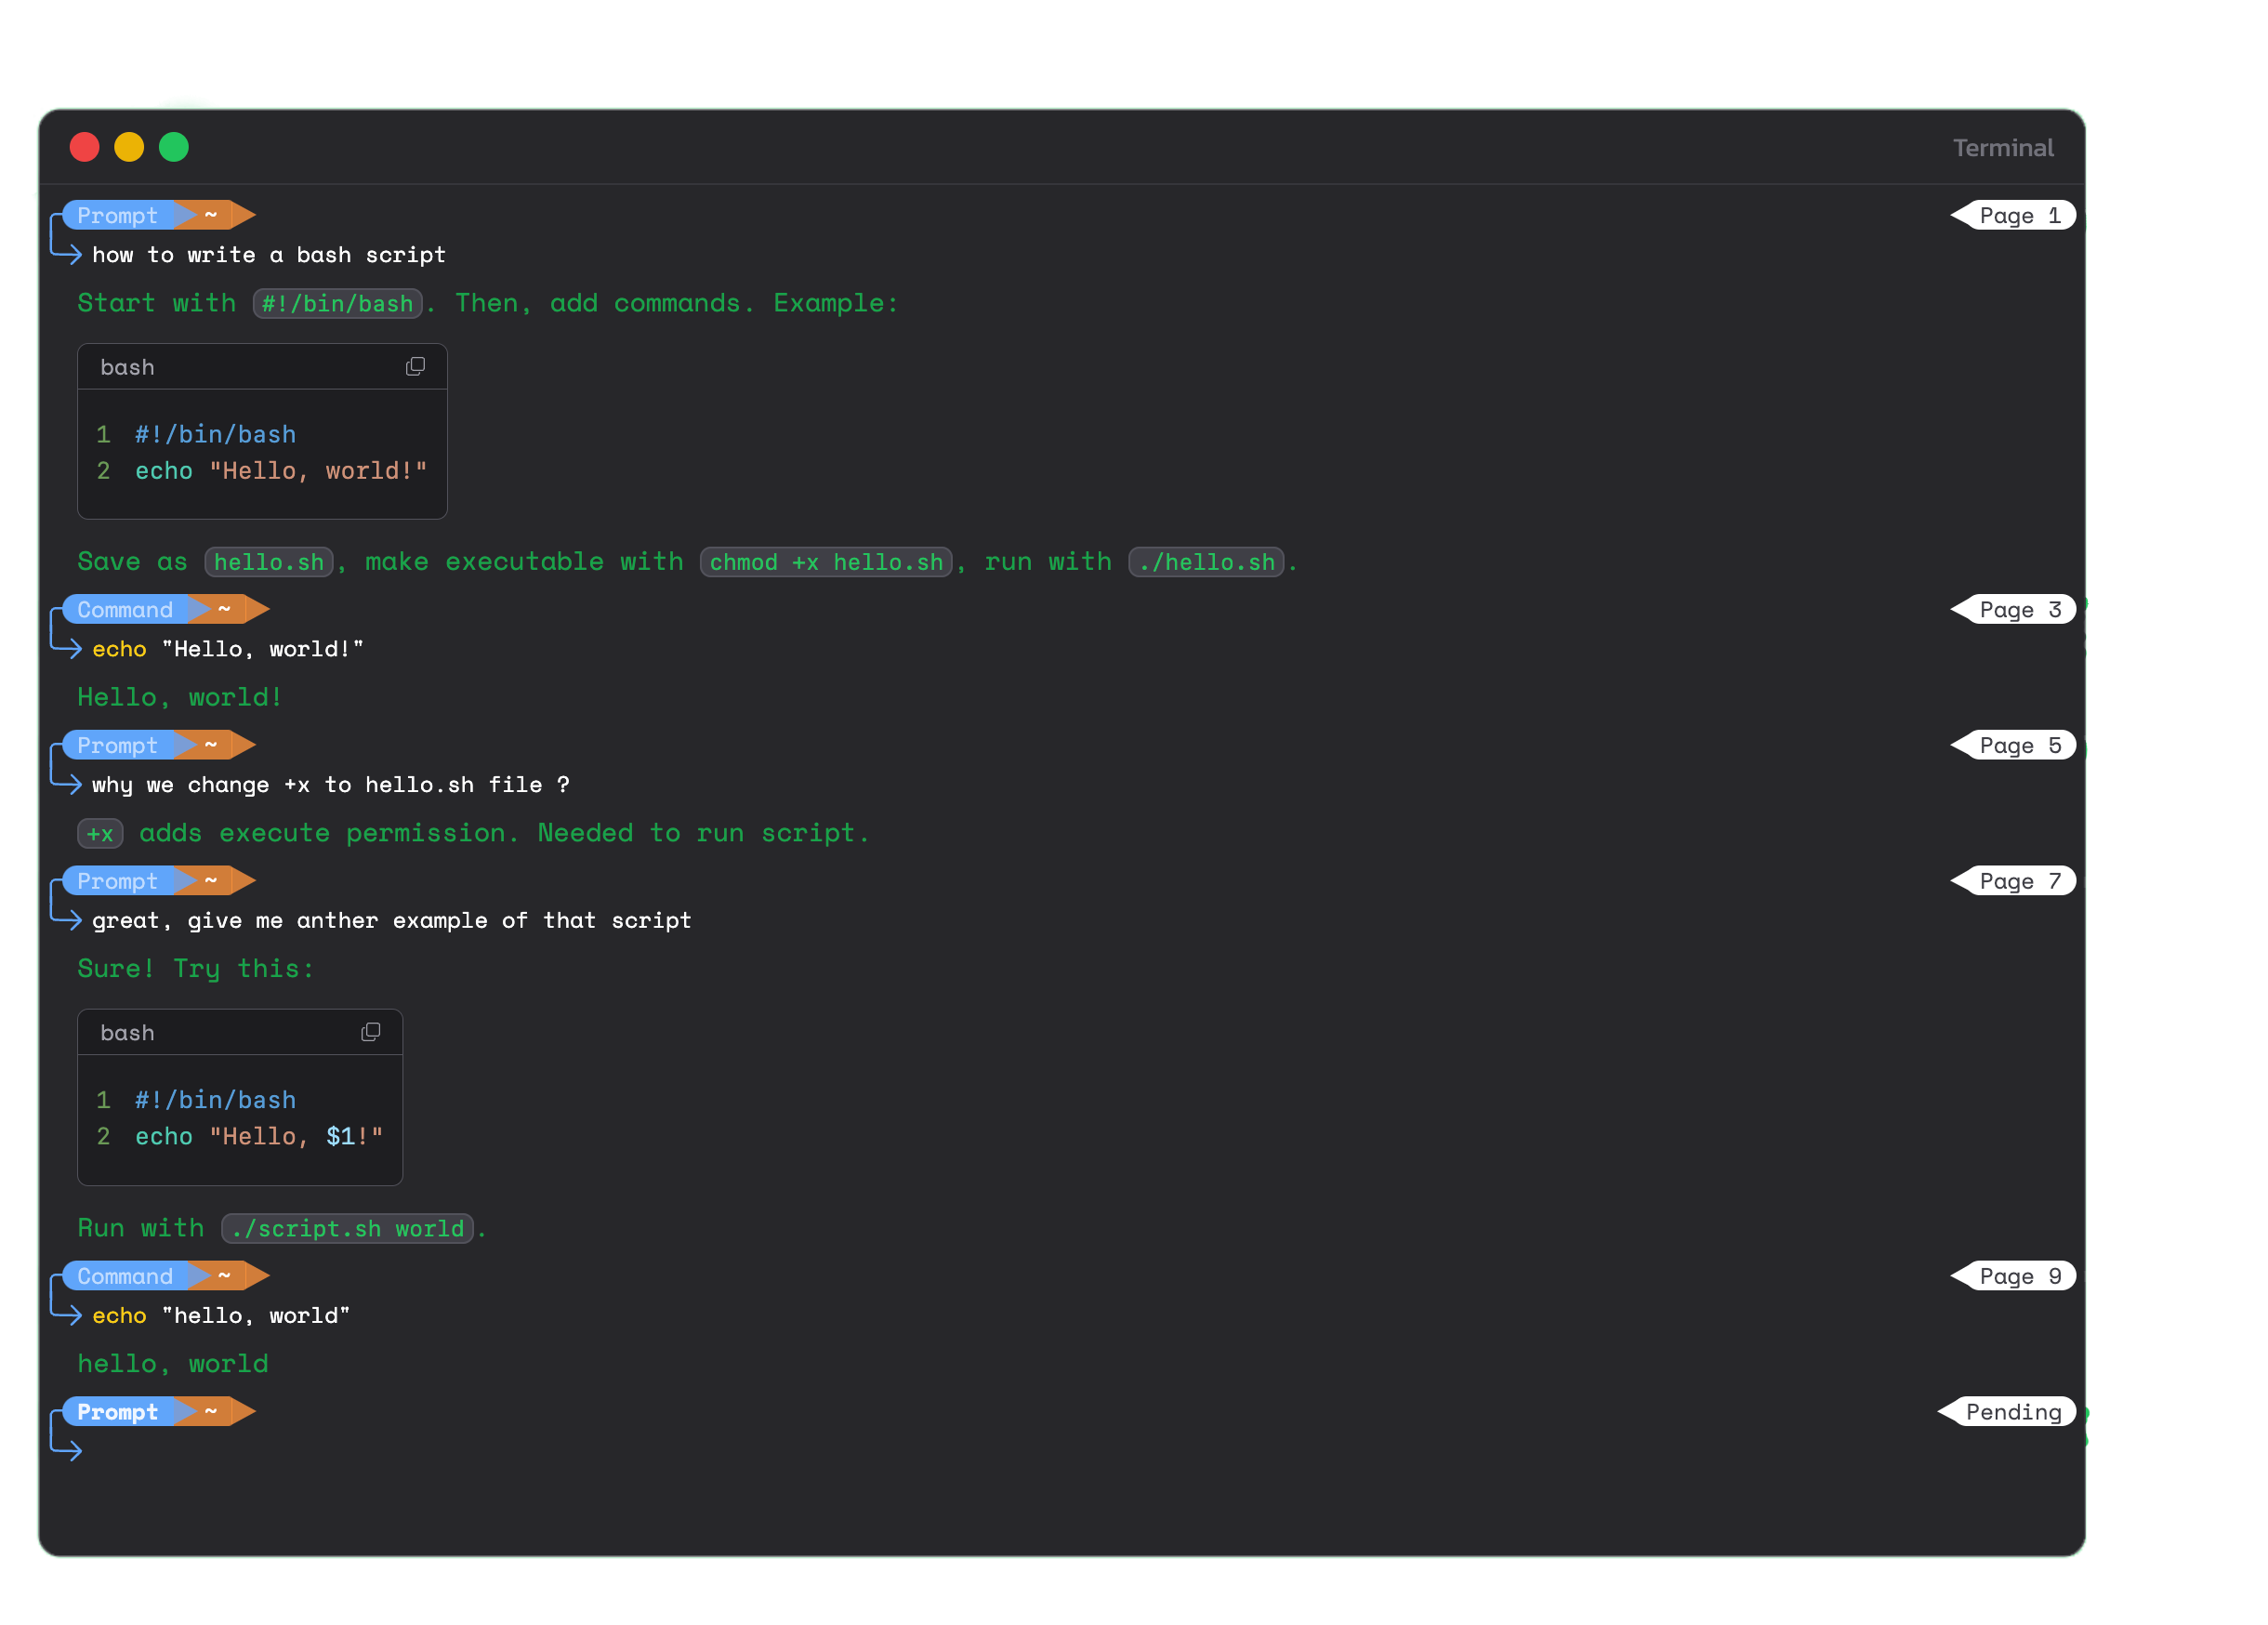 Terminal
Prompt ~ Page 1
how to write a bash script
Start with #!/bin/bash. Then, add commands. Example:
bash
1 #!/bin/bash
2 echo "Hello, world!"
Save as hello.sh, make executable with chmod +x hello.sh, run with ./hello.sh.
Command ~ Page 3
echo "Hello, world!"
Hello, world!
Prompt ~ Page 5
why we change +x to hello.sh file ?
+x adds execute permission. Needed to run script.
Prompt ~ Page 7
great, give me anther example of that script
Sure! Try this:
bash
1 #!/bin/bash
2 echo "Hello, $1!"
Run with ./script.sh world.
Command ~ Page 9
echo "hello, world"
hello, world
Prompt ~ Pending